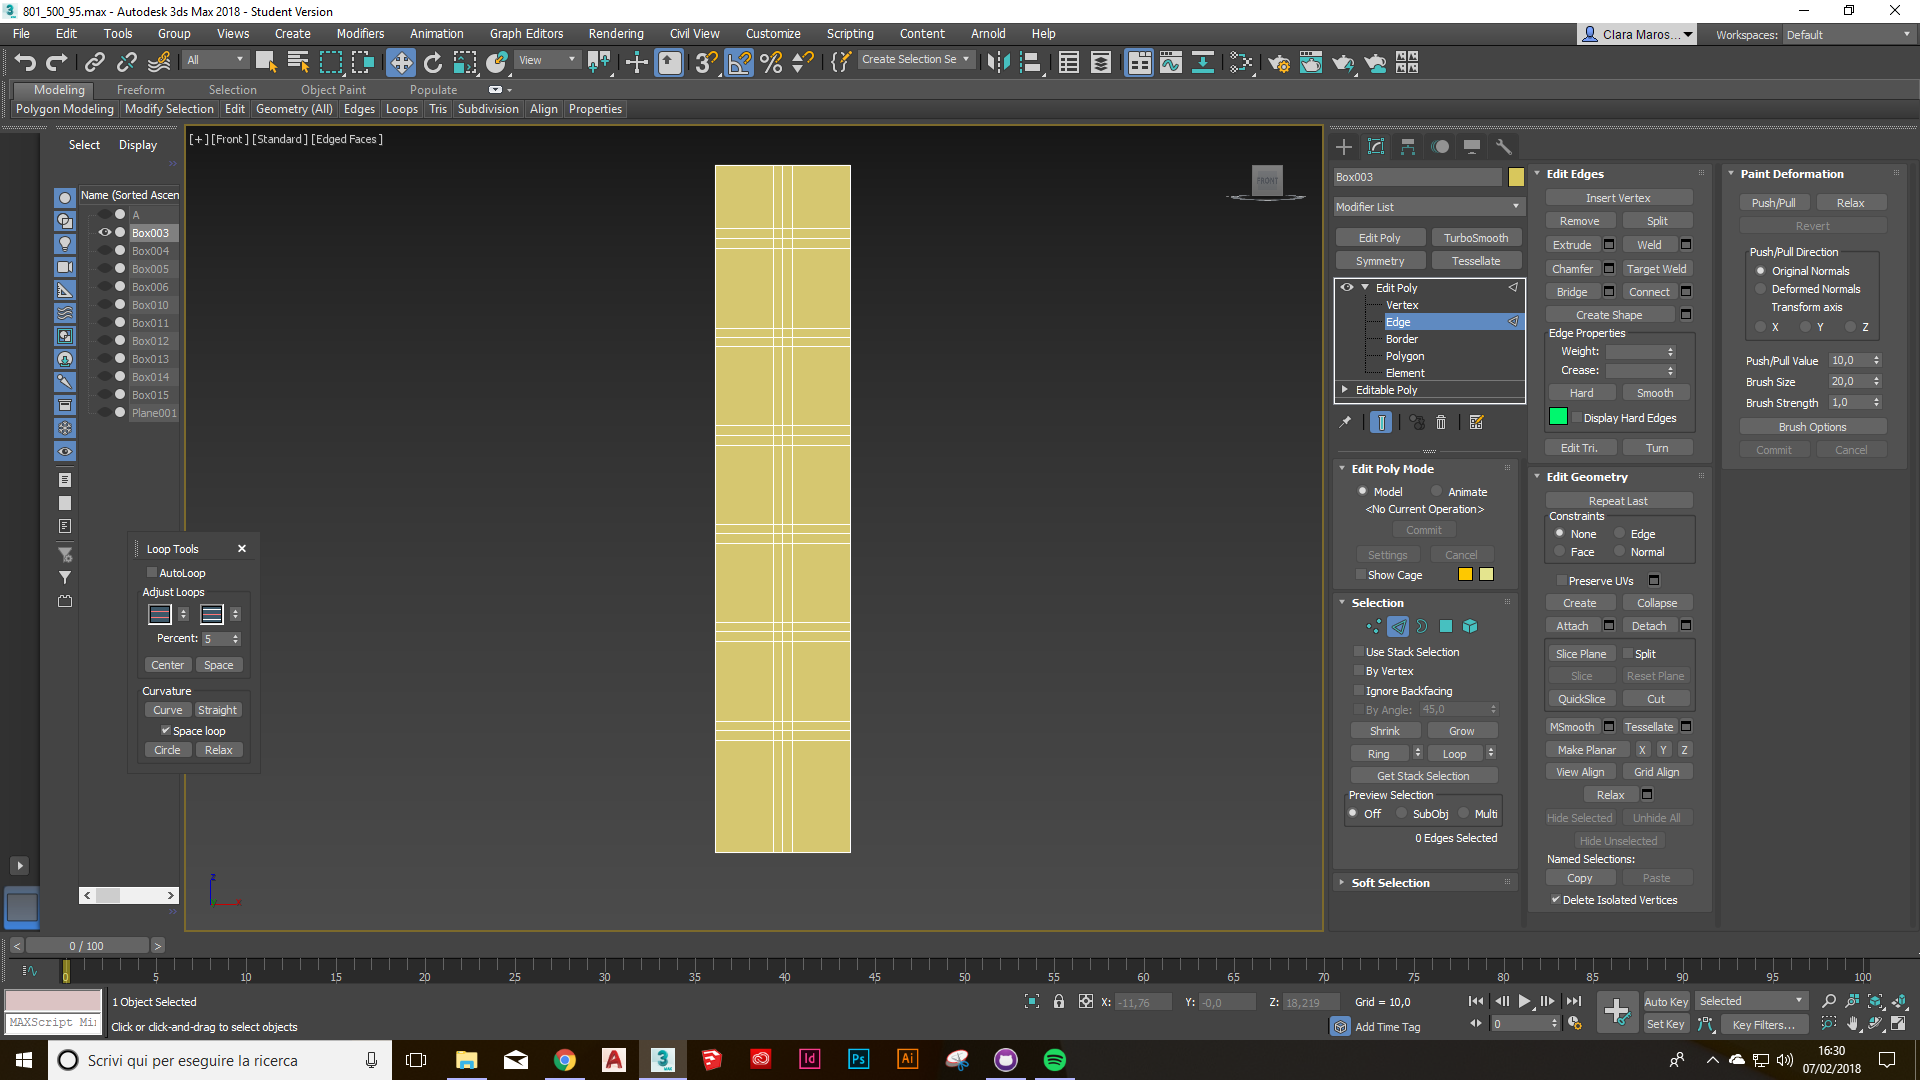 801_500_95.max - Autodesk 3ds Max 2018 - Student Version
File Edit Tools Group Views Create Modifiers Animation Graph Editors Rendering Civil View Customize Scripting Content Arnold Help
Clara Maros... Workspaces: Default
All View Create Selection Se
Modeling Freeform Selection Object Paint Populate
Polygon Modeling Modify Selection Edit Geometry (All) Edges Loops Tris Subdivision Align Properties
Select Display
Name (Sorted Ascen
A
Box003
Box004
Box005
Box006
Box010
Box011
Box012
Box013
Box014
Box015
Plane001
Loop Tools
AutoLoop
Adjust Loops
Percent: 5
Center Space
Curvature
Curve Straight
Space loop
Circle Relax
[+] [Front] [Standard] [Edged Faces]
FRONT
z
x
Box003
Modifier List
Edit Poly TurboSmooth
Symmetry Tessellate
Edit Poly
Vertex
Edge
Border
Polygon
Element
Editable Poly
Edit Poly Mode
Model Animate
<No Current Operation>
Commit
Settings Cancel
Show Cage
Selection
Use Stack Selection
By Vertex
Ignore Backfacing
By Angle: 45,0
Shrink Grow
Ring Loop
Get Stack Selection
Preview Selection
Off SubObj Multi
0 Edges Selected
Soft Selection
Edit Edges
Insert Vertex
Remove Split
Extrude Weld
Chamfer Target Weld
Bridge Connect
Create Shape
Edge Properties
Weight:
Crease:
Hard Smooth
Display Hard Edges
Edit Tri. Turn
Edit Geometry
Repeat Last
Constraints
None Edge
Face Normal
Preserve UVs
Create Collapse
Attach Detach
Slice Plane Split
Slice Reset Plane
QuickSlice Cut
MSmooth Tessellate
Make Planar X Y Z
View Align Grid Align
Relax
Hide Selected Unhide All
Hide Unselected
Named Selections:
Copy Paste
Delete Isolated Vertices
Paint Deformation
Push/Pull Relax
Revert
Push/Pull Direction
Original Normals
Deformed Normals
Transform axis
X Y Z
Push/Pull Value 10,0
Brush Size 20,0
Brush Strength 1,0
Brush Options
Commit Cancel
< 0 / 100 >
0 5 10 15 20 25 30 35 40 45 50 55 60 65 70 75 80 85 90 95 100
1 Object Selected
MAXScript Mi
Click or click-and-drag to select objects
X: -11,76 Y: -0,0 Z: 18,219 Grid = 10,0
Add Time Tag
0
Auto Key Selected
Set Key Key Filters...
Scrivi qui per eseguire la ricerca
16:30
07/02/2018